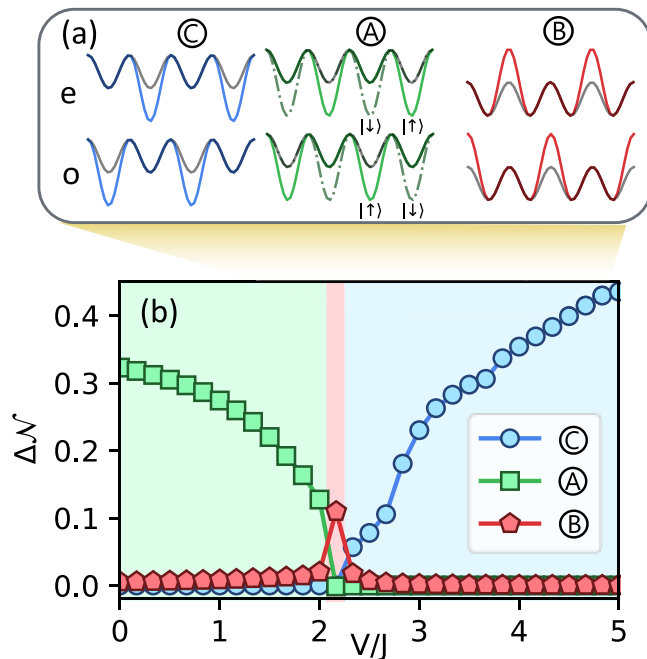 (a) Ⓒ Ⓐ Ⓑ
e
|↓⟩ |↑⟩
o
|↑⟩ |↓⟩
(b)
0.4
0.3
0.2
0.1
0.0
Δ𝒩
Ⓒ
Ⓐ
Ⓑ
0 1 2 3 4 5
V/J